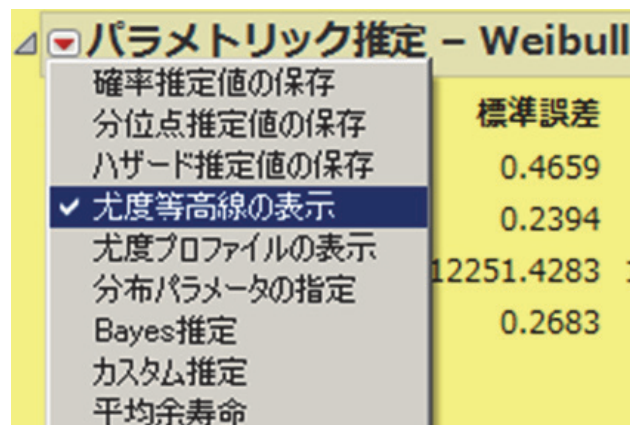 パラメトリック推定 – Weibull
確率推定値の保存
分位点推定値の保存
ハザード推定値の保存
尤度等高線の表示
尤度プロファイルの表示
分布パラメータの指定
Bayes推定
カスタム推定
平均余寿命
標準誤差
0.4659
0.2394
12251.4283
0.2683